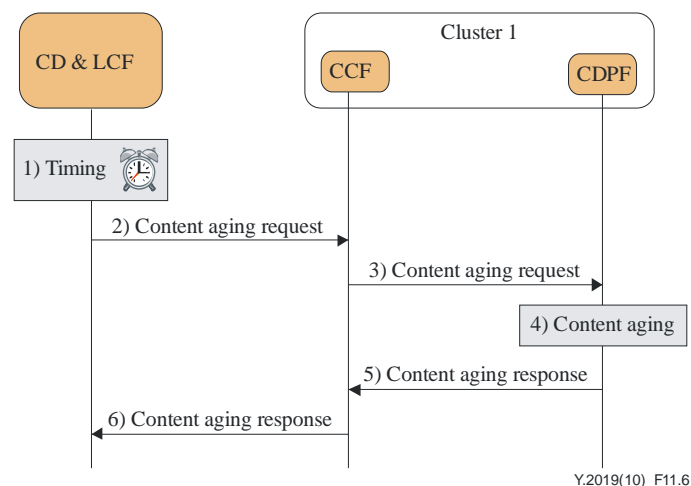 Cluster 1
CD & LCF
CCF
CDPF
1) Timing
2) Content aging request
3) Content aging request
4) Content aging
5) Content aging response
6) Content aging response
Y.2019(10)_F11.6